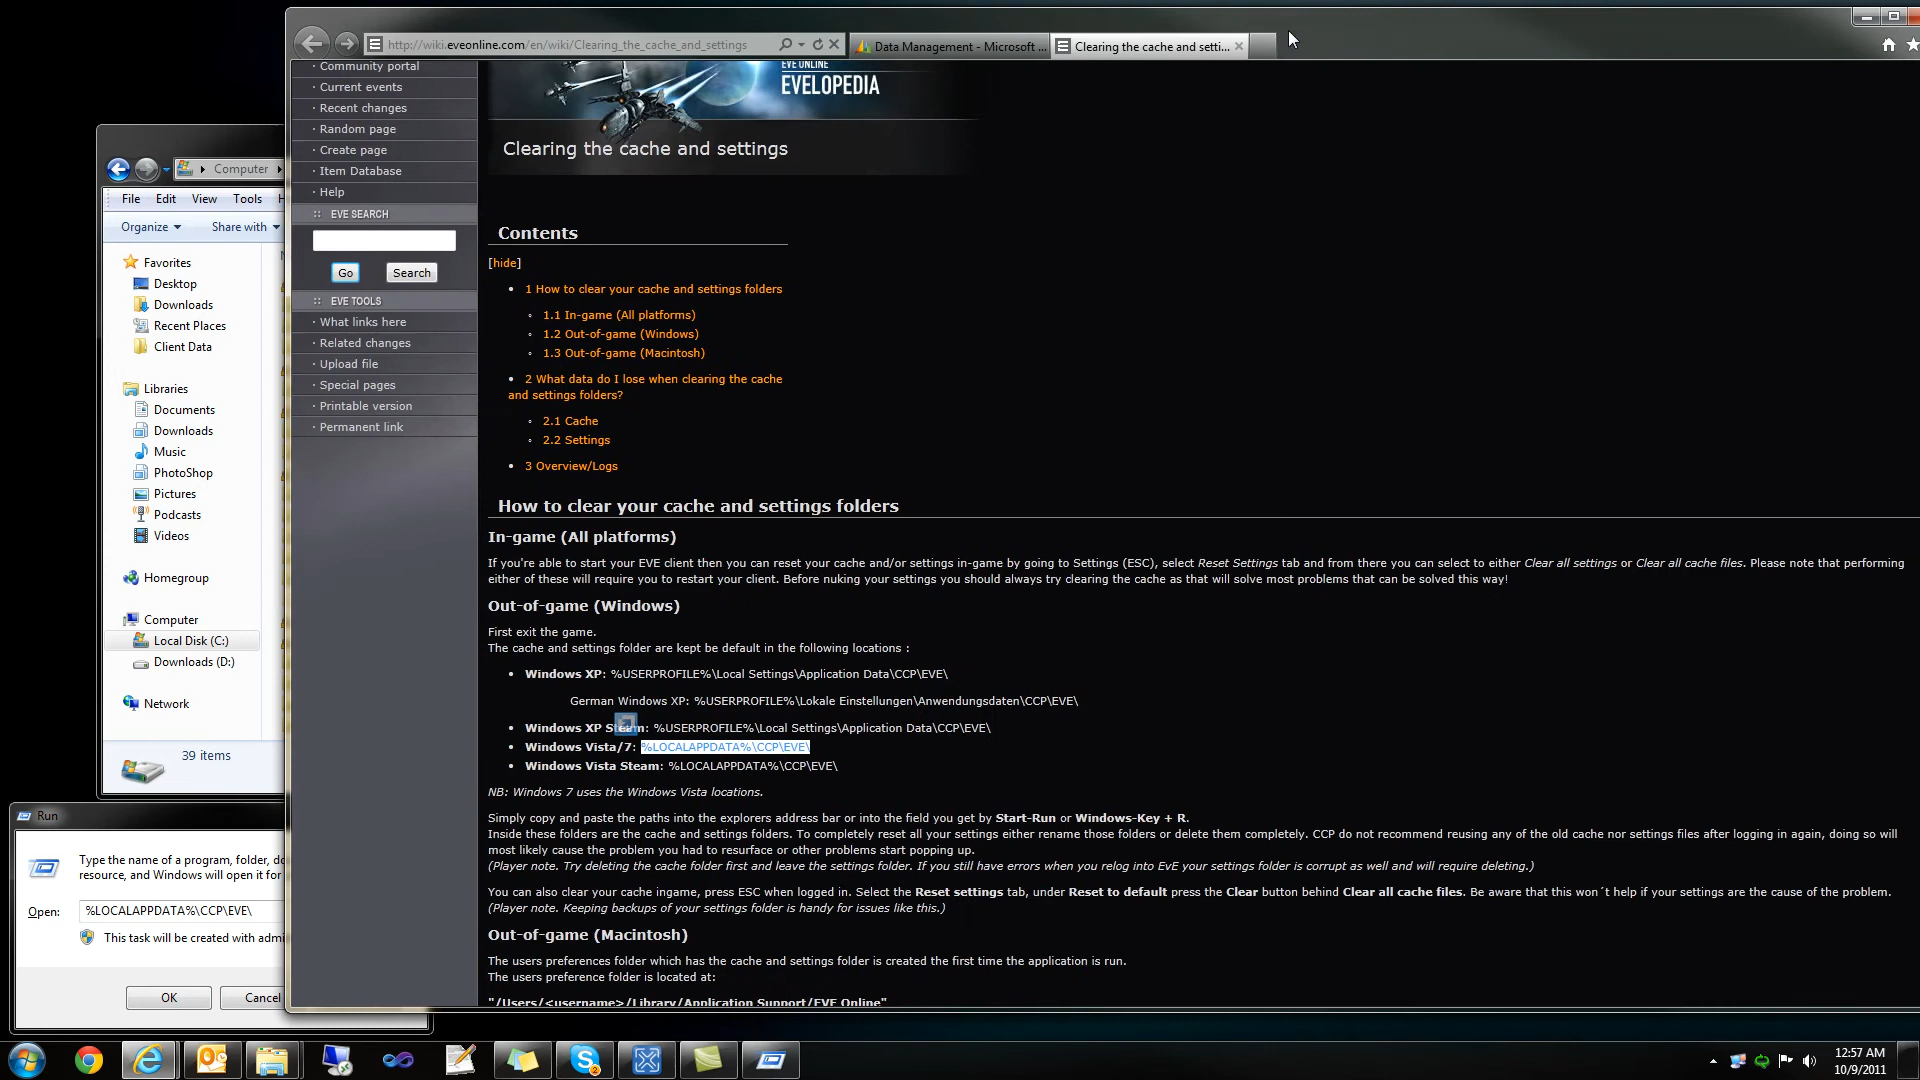 http://wiki.eveonline.com/en/wiki/Clearing_the_cache_and_settings
Data Management - Microsoft ...
Clearing the cache and setti...
Computer
File Edit View Tools
Organize Share with
Favorites
Desktop
Downloads
Recent Places
Client Data
Libraries
Documents
Downloads
Music
PhotoShop
Pictures
Podcasts
Videos
Homegroup
Computer
Local Disk (C:)
Downloads (D:)
Network
39 items
Run
Type the name of a program, folder,
resource, and Windows will open it for
Open: %LOCALAPPDATA%\CCP\EVE\
This task will be created with
OK Cancel
· Community portal
· Current events
· Recent changes
· Random page
· Create page
· Item Database
· Help
:: EVE SEARCH
Go Search
:: EVE TOOLS
· What links here
· Related changes
· Upload file
· Special pages
· Printable version
· Permanent link
EVE ONLINE
EVELOPEDIA
Clearing the cache and settings
Contents
[hide]
1 How to clear your cache and settings folders
1.1 In-game (All platforms)
1.2 Out-of-game (Windows)
1.3 Out-of-game (Macintosh)
2 What data do I lose when clearing the cache
and settings folders?
2.1 Cache
2.2 Settings
3 Overview/Logs
How to clear your cache and settings folders
In-game (All platforms)
If you're able to start your EVE client then you can reset your cache and/or settings in-game by going to Settings (ESC), select Reset Settings tab and from there you can select to either Clear all settings or Clear all cache files. Please note that performing
either of these will require you to restart your client. Before nuking your settings you should always try clearing the cache as that will solve most problems that can be solved this way!
Out-of-game (Windows)
First exit the game.
The cache and settings folder are kept be default in the following locations :
Windows XP: %USERPROFILE%\Local Settings\Application Data\CCP\EVE\
German Windows XP: %USERPROFILE%\Lokale Einstellungen\Anwendungsdaten\CCP\EVE\
Windows XP Steam: %USERPROFILE%\Local Settings\Application Data\CCP\EVE\
Windows Vista/7: %LOCALAPPDATA%\CCP\EVE\
Windows Vista Steam: %LOCALAPPDATA%\CCP\EVE\
NB: Windows 7 uses the Windows Vista locations.
Simply copy and paste the paths into the explorers address bar or into the field you get by Start-Run or Windows-Key + R.
Inside these folders are the cache and settings folders. To completely reset all your settings either rename those folders or delete them completely. CCP do not recommend reusing any of the old cache nor settings files after logging in again, doing so will
most likely cause the problem you had to resurface or other problems start popping up.
(Player note. Try deleting the cache folder first and leave the settings folder. If you still have errors when you relog into EvE your settings folder is corrupt as well and will require deleting.)
You can also clear your cache ingame, press ESC when logged in. Select the Reset settings tab, under Reset to default press the Clear button behind Clear all cache files. Be aware that this won´t help if your settings are the cause of the problem.
(Player note. Keeping backups of your settings folder is handy for issues like this.)
Out-of-game (Macintosh)
The users preferences folder which has the cache and settings folder is created the first time the application is run.
The users preference folder is located at:
"/Users/<username>/Library/Application Support/EVE Online"
2
12:57 AM
10/9/2011